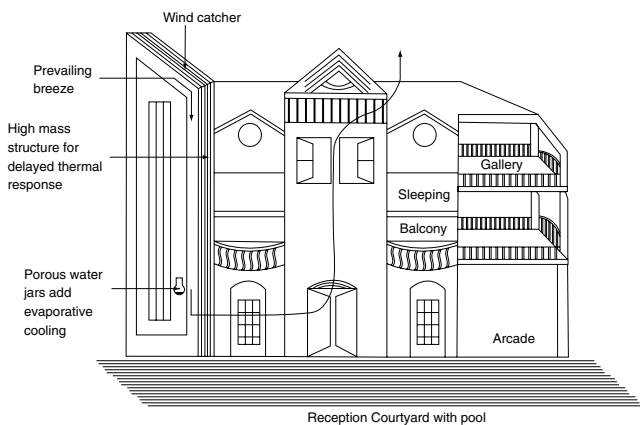 Wind catcher
Prevailing
breeze
High mass
structure for
delayed thermal
response
Gallery
Sleeping
Balcony
Porous water
jars add
evaporative
cooling
Arcade
Reception Courtyard with pool